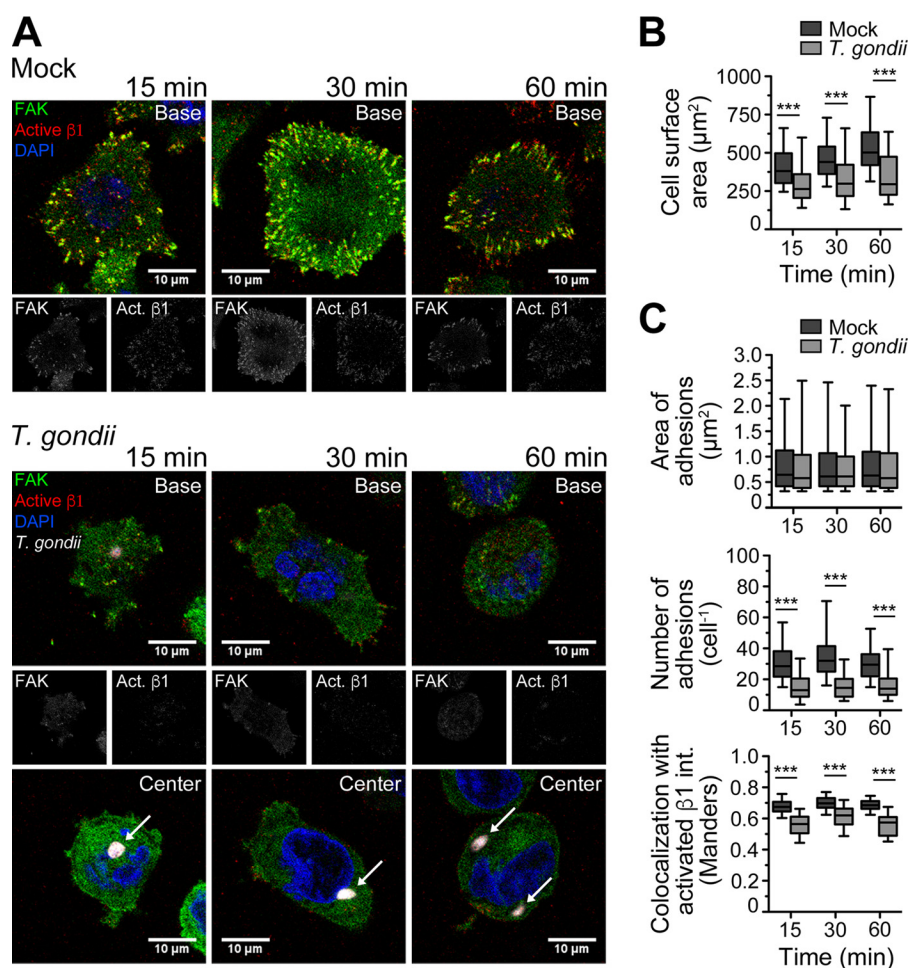 A
Mock
15 min
30 min
60 min
FAK
Active β1
DAPI
Base
Base
Base
10 μm
10 μm
10 μm
FAK
Act. β1
FAK
Act. β1
FAK
Act. β1
T. gondii
15 min
30 min
60 min
FAK
Active β1
DAPI
T. gondii
Base
Base
Base
10 μm
10 μm
10 μm
FAK
Act. β1
FAK
Act. β1
FAK
Act. β1
Center
Center
Center
10 μm
10 μm
10 μm
B
Mock
T. gondii
Cell surface
area (μm²)
1000
750
500
250
0
***
***
***
15
30
60
Time (min)
C
Mock
T. gondii
Area of
adhesions
(μm²)
3.0
2.5
2.0
1.5
1.0
0.5
0
15
30
60
Number of
adhesions
(cell⁻¹)
100
80
60
40
20
0
***
***
***
15
30
60
Colocalization with
activated β1 int.
(Manders)
1.0
0.8
0.6
0.4
0.2
0
***
***
***
15
30
60
Time (min)